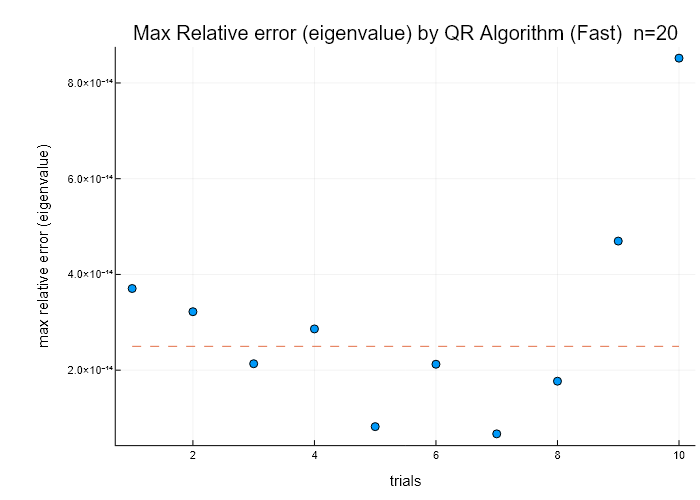 Max Relative error (eigenvalue) by QR Algorithm (Fast)  n=20
max relative error (eigenvalue)
8.0×10⁻¹⁴
6.0×10⁻¹⁴
4.0×10⁻¹⁴
2.0×10⁻¹⁴
2 4 6 8 10
trials